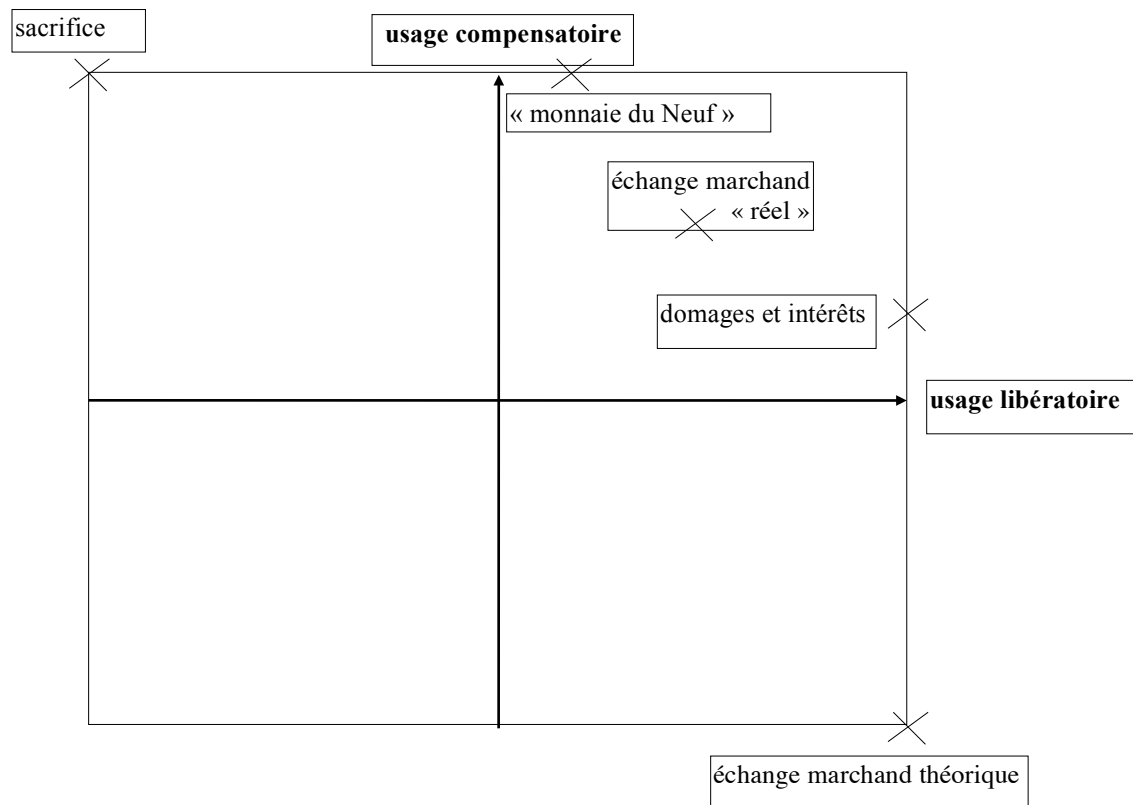 sacrifice
usage compensatoire
« monnaie du Neuf »
échange marchand
« réel »
domages et intérêts
usage libératoire
échange marchand théorique